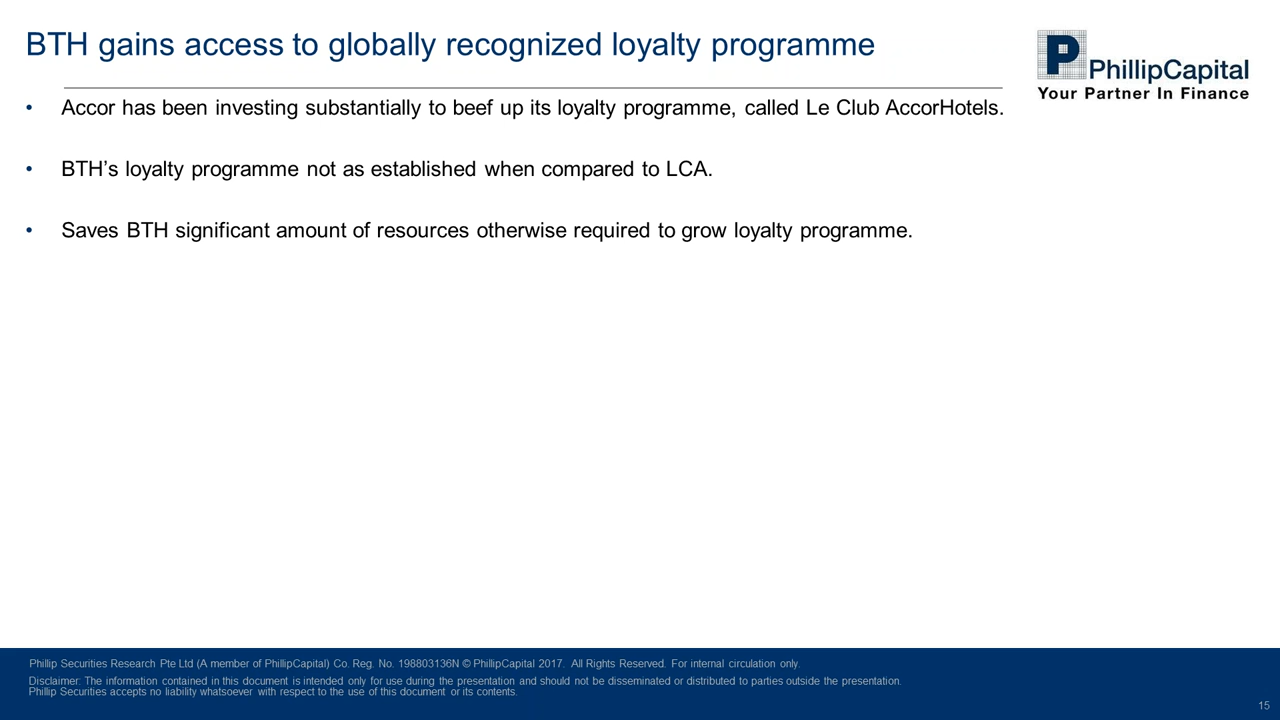 BTH gains access to globally recognized loyalty programme
P PhillipCapital
Your Partner In Finance
• Accor has been investing substantially to beef up its loyalty programme, called Le Club AccorHotels.
• BTH’s loyalty programme not as established when compared to LCA.
• Saves BTH significant amount of resources otherwise required to grow loyalty programme.
Phillip Securities Research Pte Ltd (A member of PhillipCapital) Co. Reg. No. 198803136N © PhillipCapital 2017. All Rights Reserved. For internal circulation only.
Disclaimer: The information contained in this document is intended only for use during the presentation and should not be disseminated or distributed to parties outside the presentation.
Phillip Securities accepts no liability whatsoever with respect to the use of this document or its contents.
15